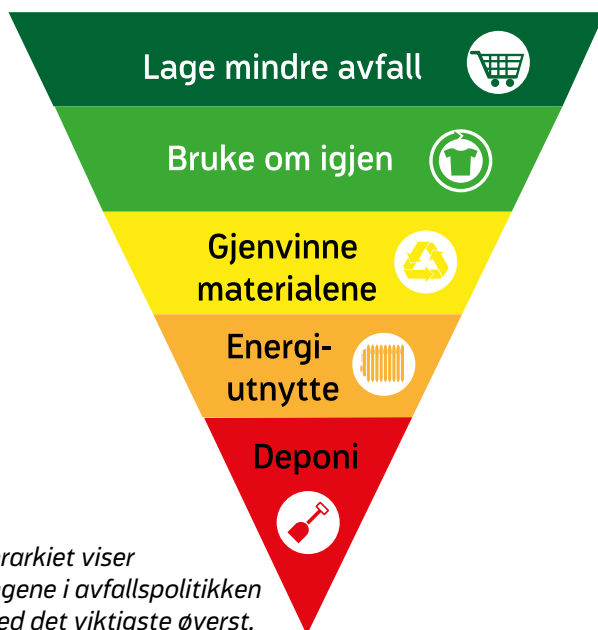 Lage mindre avfall
Bruke om igjen
Gjenvinne
materialene
Energi-
utnytte
Deponi
viser
i avfallspolitikken
det viktigste øverst.